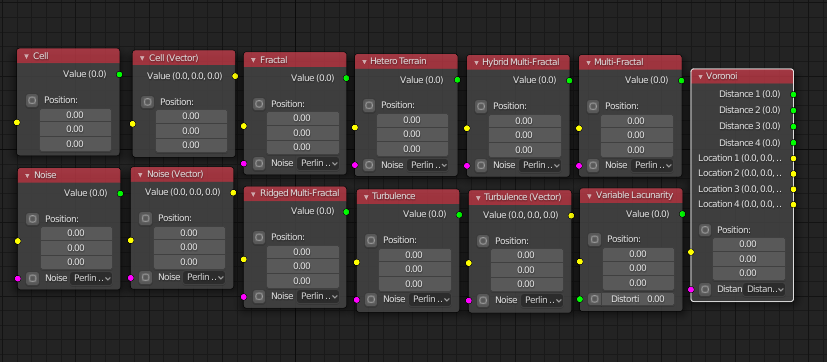 Cell
Value (0.0)
Position:
0.00
0.00
0.00
Cell (Vector)
Value (0.0, 0.0, 0.0)
Position:
0.00
0.00
0.00
Fractal
Value (0.0)
Position:
0.00
0.00
0.00
Noise Perlin ..
Hetero Terrain
Value (0.0)
Position:
0.00
0.00
0.00
Noise Perlin ..
Hybrid Multi-Fractal
Value (0.0)
Position:
0.00
0.00
0.00
Noise Perlin ..
Multi-Fractal
Value (0.0)
Position:
0.00
0.00
0.00
Noise Perlin ..
Voronoi
Distance 1 (0.0)
Distance 2 (0.0)
Distance 3 (0.0)
Distance 4 (0.0)
Location 1 (0.0, 0.0, ..
Location 2 (0.0, 0.0, ..
Location 3 (0.0, 0.0, ..
Location 4 (0.0, 0.0, ..
Position:
0.00
0.00
0.00
Distan Distan..
Noise
Value (0.0)
Position:
0.00
0.00
0.00
Noise Perlin ..
Noise (Vector)
Value (0.0, 0.0, 0.0)
Position:
0.00
0.00
0.00
Noise Perlin ..
Ridged Multi-Fractal
Value (0.0)
Position:
0.00
0.00
0.00
Noise Perlin ..
Turbulence
Value (0.0)
Position:
0.00
0.00
0.00
Noise Perlin ..
Turbulence (Vector)
Value (0.0, 0.0, 0.0)
Position:
0.00
0.00
0.00
Noise Perlin ..
Variable Lacunarity
Value (0.0)
Position:
0.00
0.00
0.00
Distorti 0.00